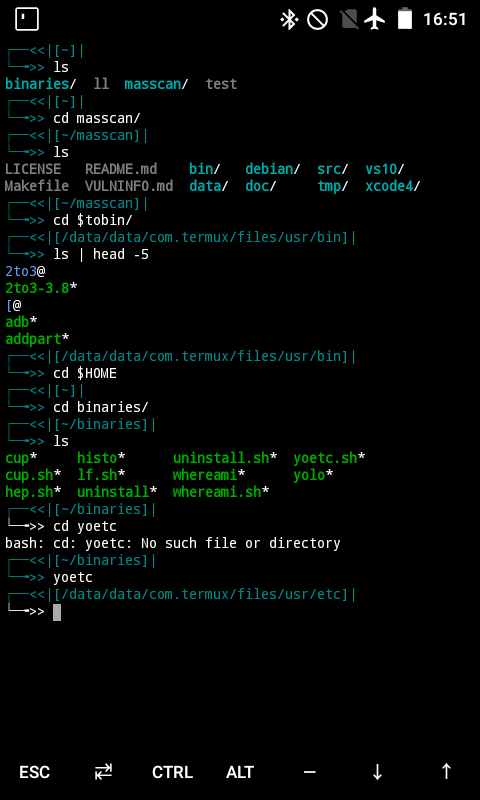 16:51
┌──<<|[~]|
└──>> ls
binaries/  ll  masscan/  test
┌──<<|[~]|
└──>> cd masscan/
┌──<<|[~/masscan]|
└──>> ls
LICENSE   README.md    bin/   debian/  src/  vs10/
Makefile  VULNINFO.md  data/  doc/     tmp/  xcode4/
┌──<<|[~/masscan]|
└──>> cd $tobin/
┌──<<|[/data/data/com.termux/files/usr/bin]|
└──>> ls | head -5
2to3@
2to3-3.8*
[@
adb*
addpart*
┌──<<|[/data/data/com.termux/files/usr/bin]|
└──>> cd $HOME
┌──<<|[~]|
└──>> cd binaries/
┌──<<|[~/binaries]|
└──>> ls
cup*     histo*      uninstall.sh*  yoetc.sh*
cup.sh*  lf.sh*      whereami*      yolo*
hep.sh*  uninstall*  whereami.sh*
┌──<<|[~/binaries]|
└──>> cd yoetc
bash: cd: yoetc: No such file or directory
┌──<<|[~/binaries]|
└──>> yoetc
┌──<<|[/data/data/com.termux/files/usr/etc]|
└──>>
ESC ⇄ CTRL ALT – ↓ ↑